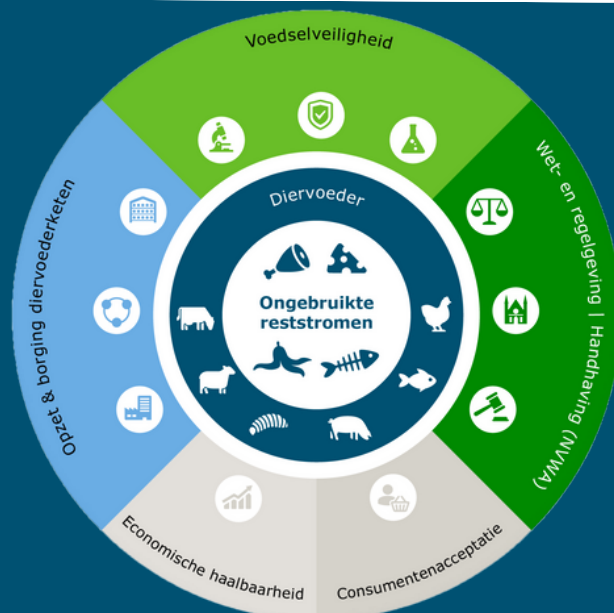 Voedselveiligheid
Wet- en regelgeving | Handhaving (NVWA)
Consumentenacceptatie
Economische haalbaarheid
Opzet & borging diervoederketen
Diervoeder
Ongebruikte
reststromen